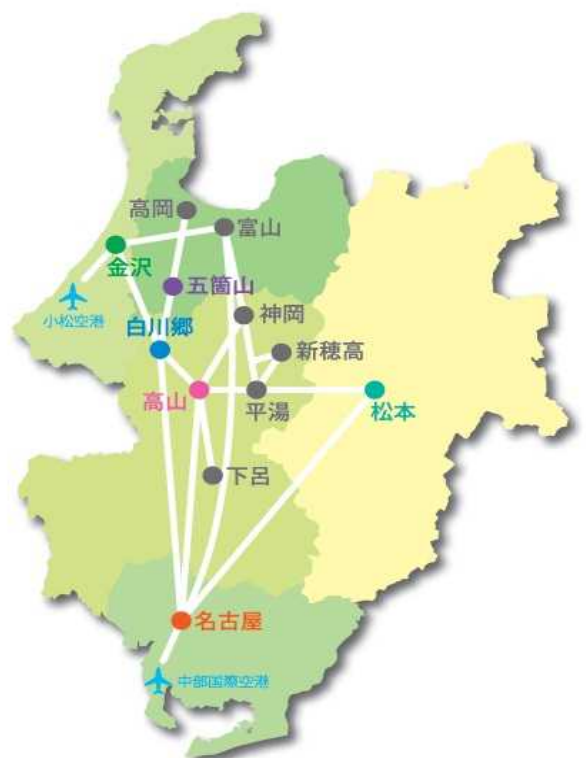 高岡
富山
金沢
五箇山
小松空港
神岡
白川郷
新穂高
高山
平湯
松本
下呂
名古屋
中部国際空港